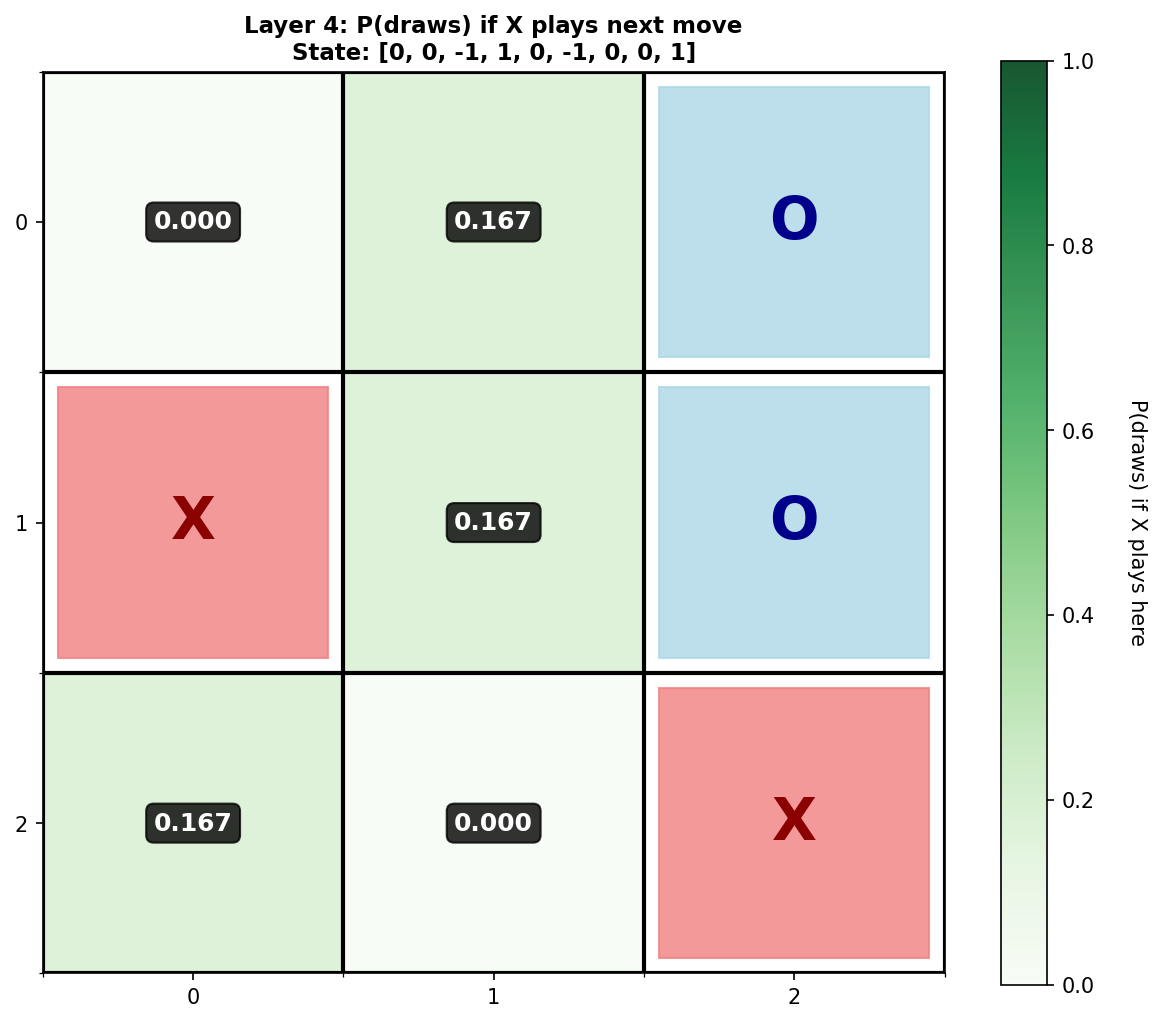 Layer 4: P(draws) if X plays next move
State: [0, 0, -1, 1, 0, -1, 0, 0, 1]
0
0.000
0.167
O
1
X
0.167
O
2
0.167
0.000
X
0
1
2
1.0
0.8
0.6
0.4
0.2
0.0
P(draws) if X plays here